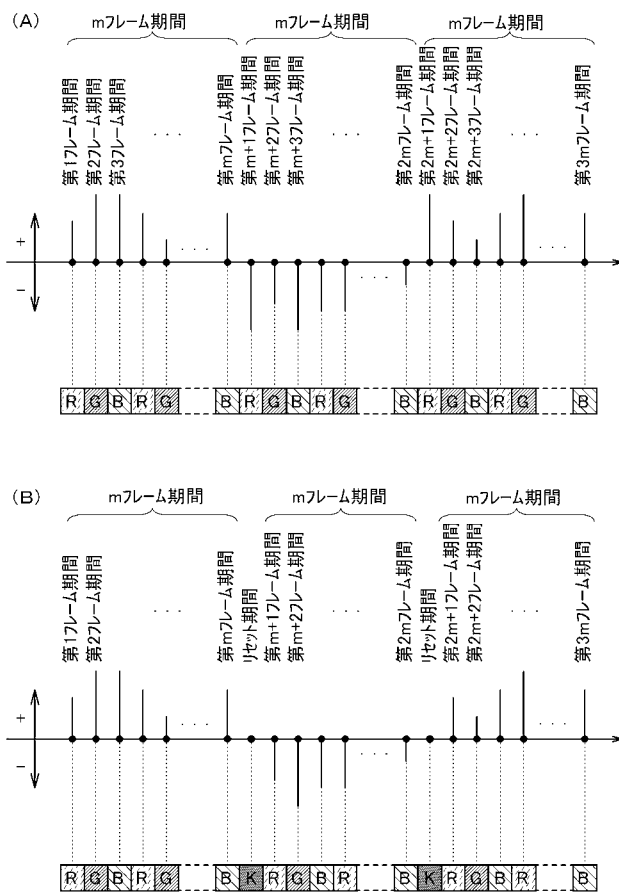 (A)
mフレーム期間
mフレーム期間
mフレーム期間
第1フレーム期間
第2フレーム期間
第3フレーム期間
・・・
第mフレーム期間
第m+1フレーム期間
第m+2フレーム期間
第m+3フレーム期間
・・・
第2mフレーム期間
第2m+1フレーム期間
第2m+2フレーム期間
第2m+3フレーム期間
・・・
第3mフレーム期間
+
−
・・・
・・・
・・・
R G B R G B R G B R G B R G B R G B
(B)
mフレーム期間
mフレーム期間
mフレーム期間
第1フレーム期間
第2フレーム期間
・・・
第mフレーム期間
リセット期間
第m+1フレーム期間
第m+2フレーム期間
・・・
第2mフレーム期間
リセット期間
第2m+1フレーム期間
第2m+2フレーム期間
・・・
第3mフレーム期間
+
−
・・・
・・・
・・・
R G B R G B K R G B R B K R G B R B